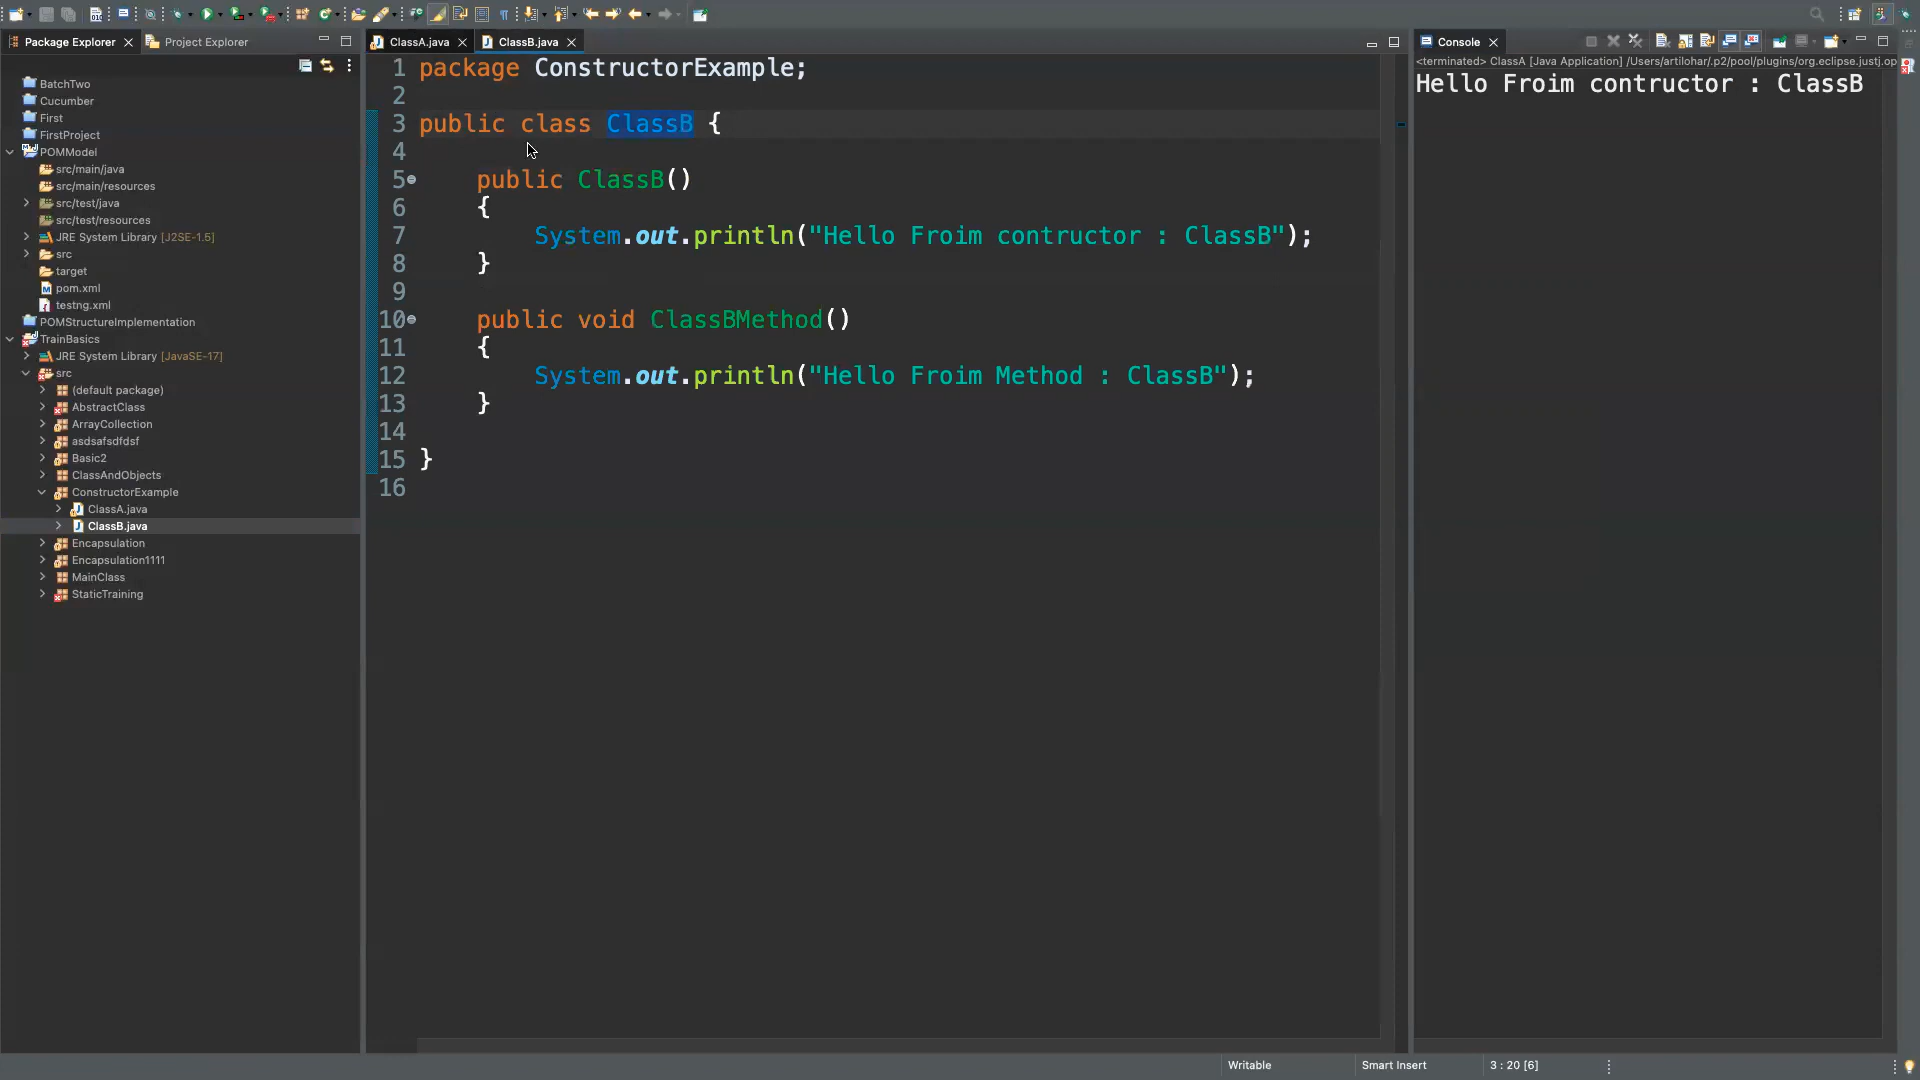 Package Explorer
Project Explorer
BatchTwo
Cucumber
First
FirstProject
POMModel
src/main/java
src/main/resources
src/test/java
src/test/resources
JRE System Library [J2SE-1.5]
src
target
pom.xml
testng.xml
POMStructureImplementation
TrainBasics
JRE System Library [JavaSE-17]
src
(default package)
AbstractClass
ArrayCollection
asdsafsdfdsf
Basic2
ClassAndObjects
ConstructorExample
ClassA.java
ClassB.java
Encapsulation
Encapsulation1111
MainClass
StaticTraining
ClassA.java
ClassB.java
1 package ConstructorExample;
2
3 public class ClassB {
4
5 public ClassB()
6 {
7 System.out.println("Hello Froim contructor : ClassB");
8 }
9
10 public void ClassBMethod()
11 {
12 System.out.println("Hello Froim Method : ClassB");
13 }
14
15 }
16
Console
<terminated> ClassA [Java Application] /Users/artilohar/.p2/pool/plugins/org.eclipse.justj.op
Hello Froim contructor : ClassB
Writable
Smart Insert
3 : 20 [6]